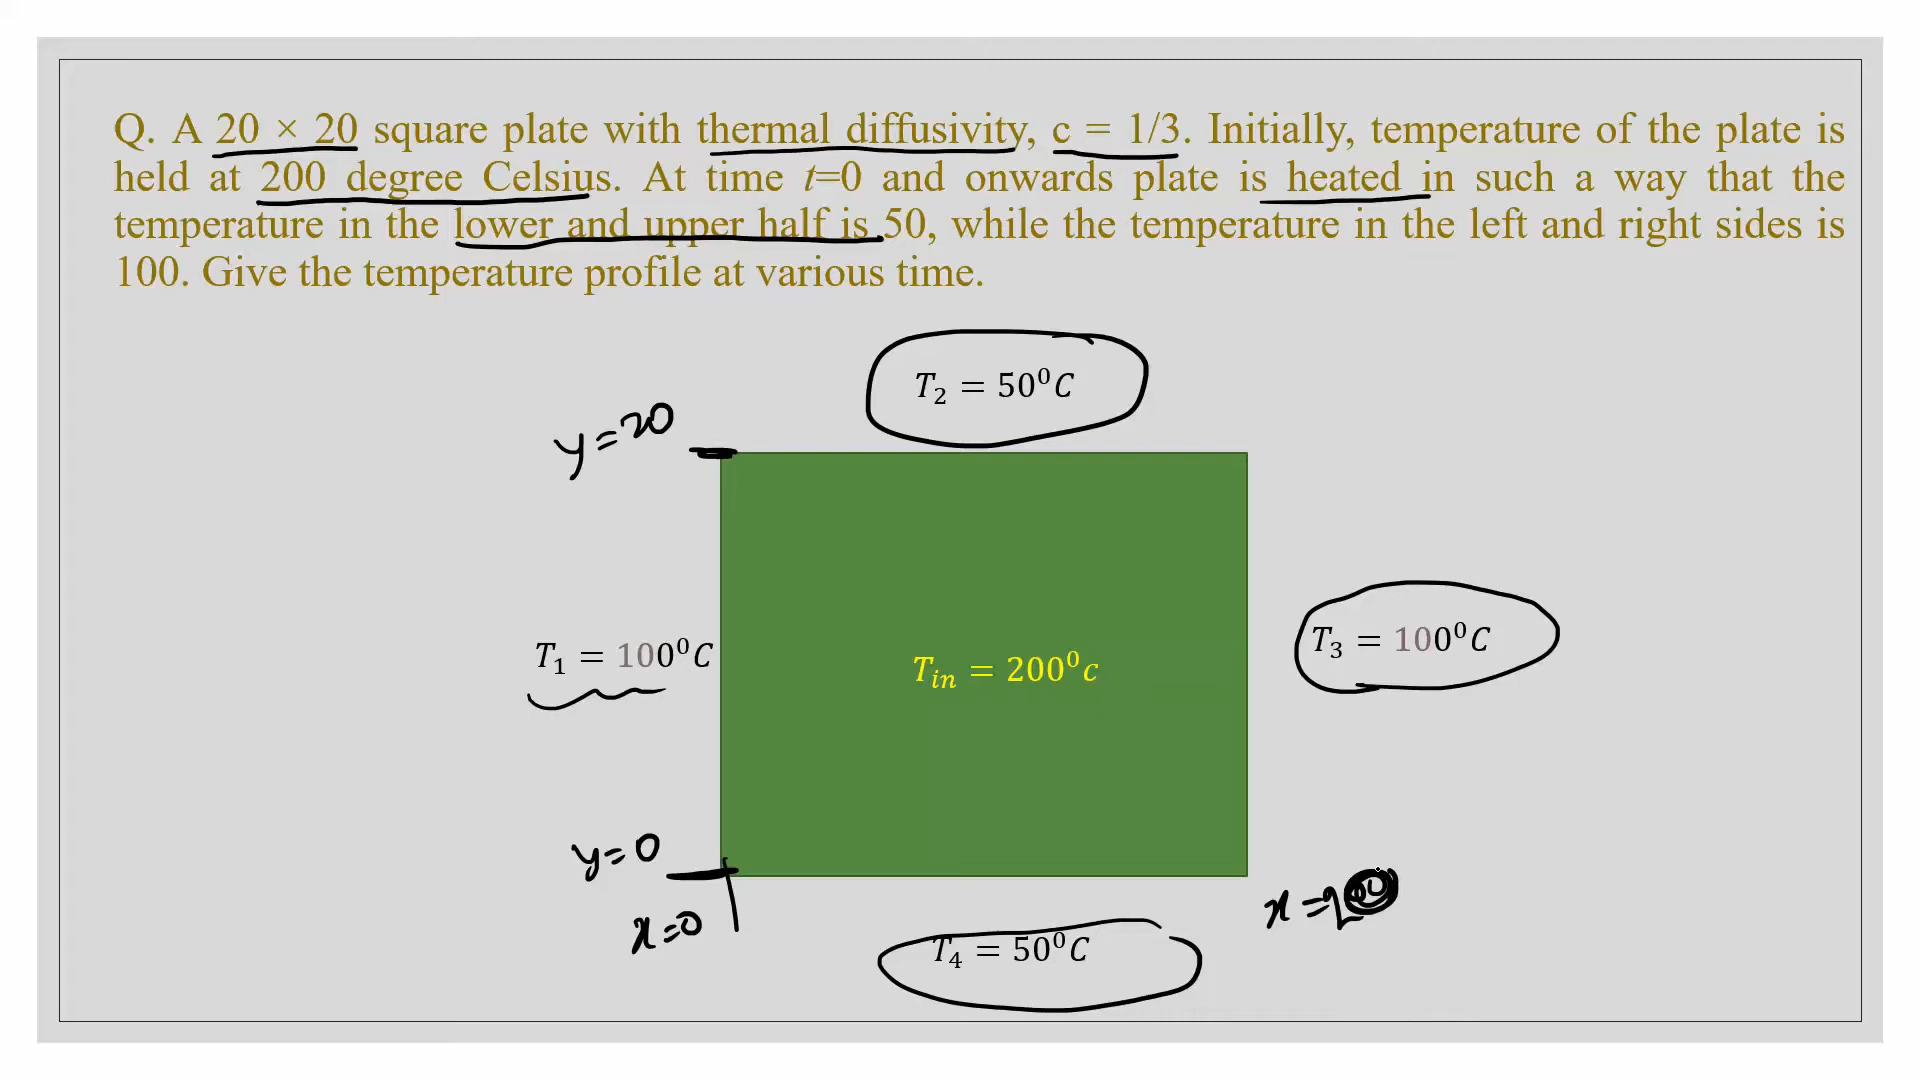 Q. A 20 × 20 square plate with thermal diffusivity, c = 1/3. Initially, temperature of the plate is
held at 200 degree Celsius. At time t=0 and onwards plate is heated in such a way that the
temperature in the lower and upper half is 50, while the temperature in the left and right sides is
100. Give the temperature profile at various time.
T₂ = 50⁰C
y=20
T₁ = 100⁰C
T₃ = 100⁰C
Tᵢₙ = 200⁰c
y=0
x=0
x=
T₄ = 50⁰C